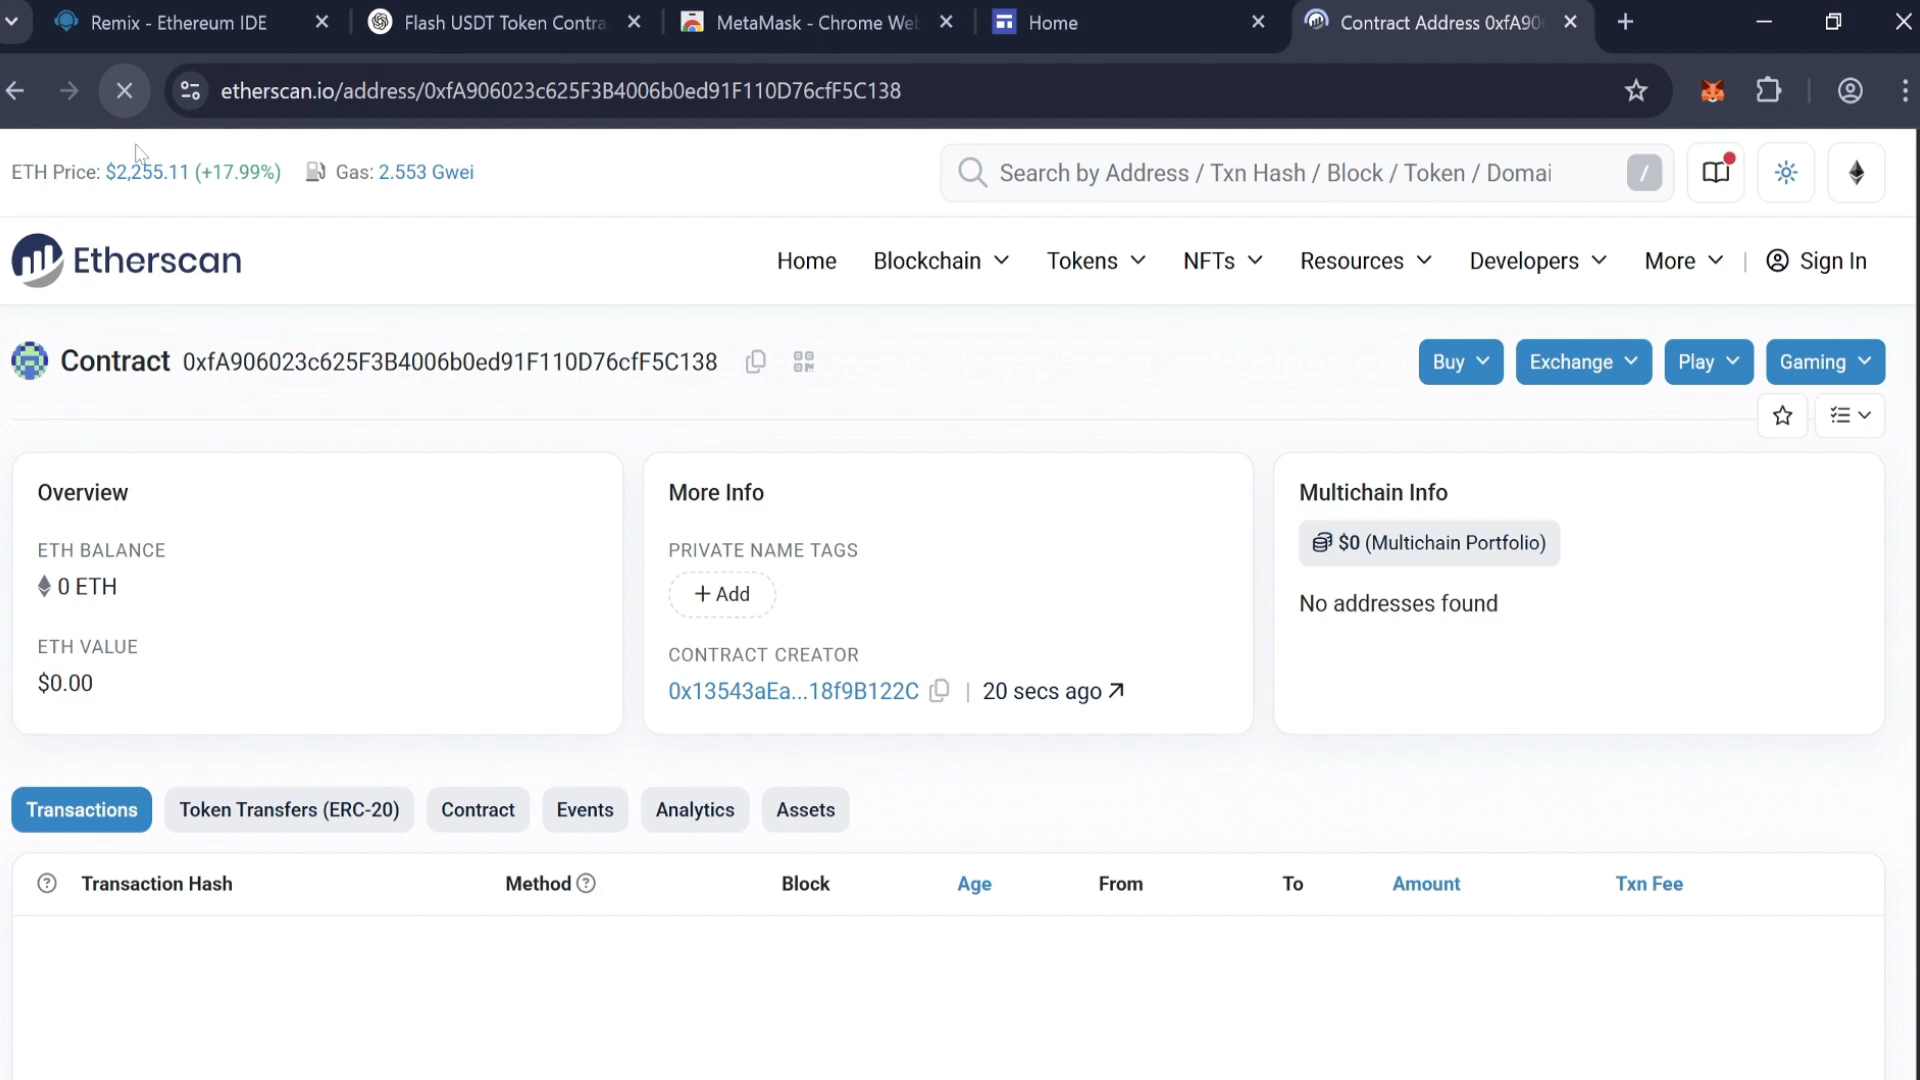 Remix - Ethereum IDE
Flash USDT Token Contra
MetaMask - Chrome We
Home
Contract Address 0xfA90
etherscan.io/address/0xfA906023c625F3B4006b0ed91F110D76cfF5C138
ETH Price: $2,255.11 (+17.99%) Gas: 2.553 Gwei
Search by Address / Txn Hash / Block / Token / Domai
/
Etherscan
Home Blockchain Tokens NFTs Resources Developers More | Sign In
Contract 0xfA906023c625F3B4006b0ed91F110D76cfF5C138
Buy Exchange Play Gaming
Overview
ETH BALANCE
0 ETH
ETH VALUE
$0.00
More Info
PRIVATE NAME TAGS
+ Add
CONTRACT CREATOR
0x13543aEa...18f9B122C | 20 secs ago
Multichain Info
$0 (Multichain Portfolio)
No addresses found
Transactions Token Transfers (ERC-20) Contract Events Analytics Assets
Transaction Hash Method Block Age From To Amount Txn Fee